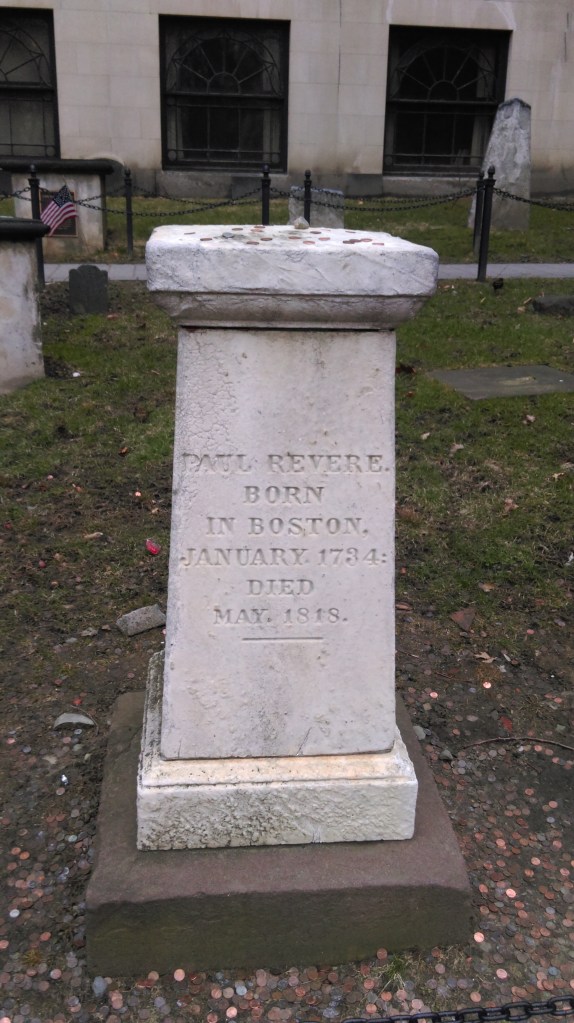 PAUL REVERE.
BORN
IN BOSTON.
JANUARY. 1734:
DIED
MAY. 1818.